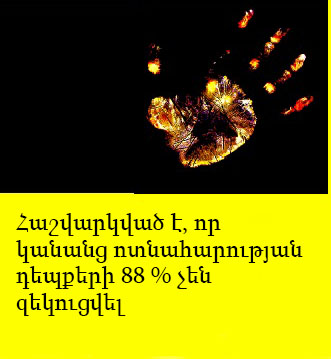 Հաշվարկված է, որ
կանանց ոտնահարության
դեպքերի 88 % չեն
զեկուցվել